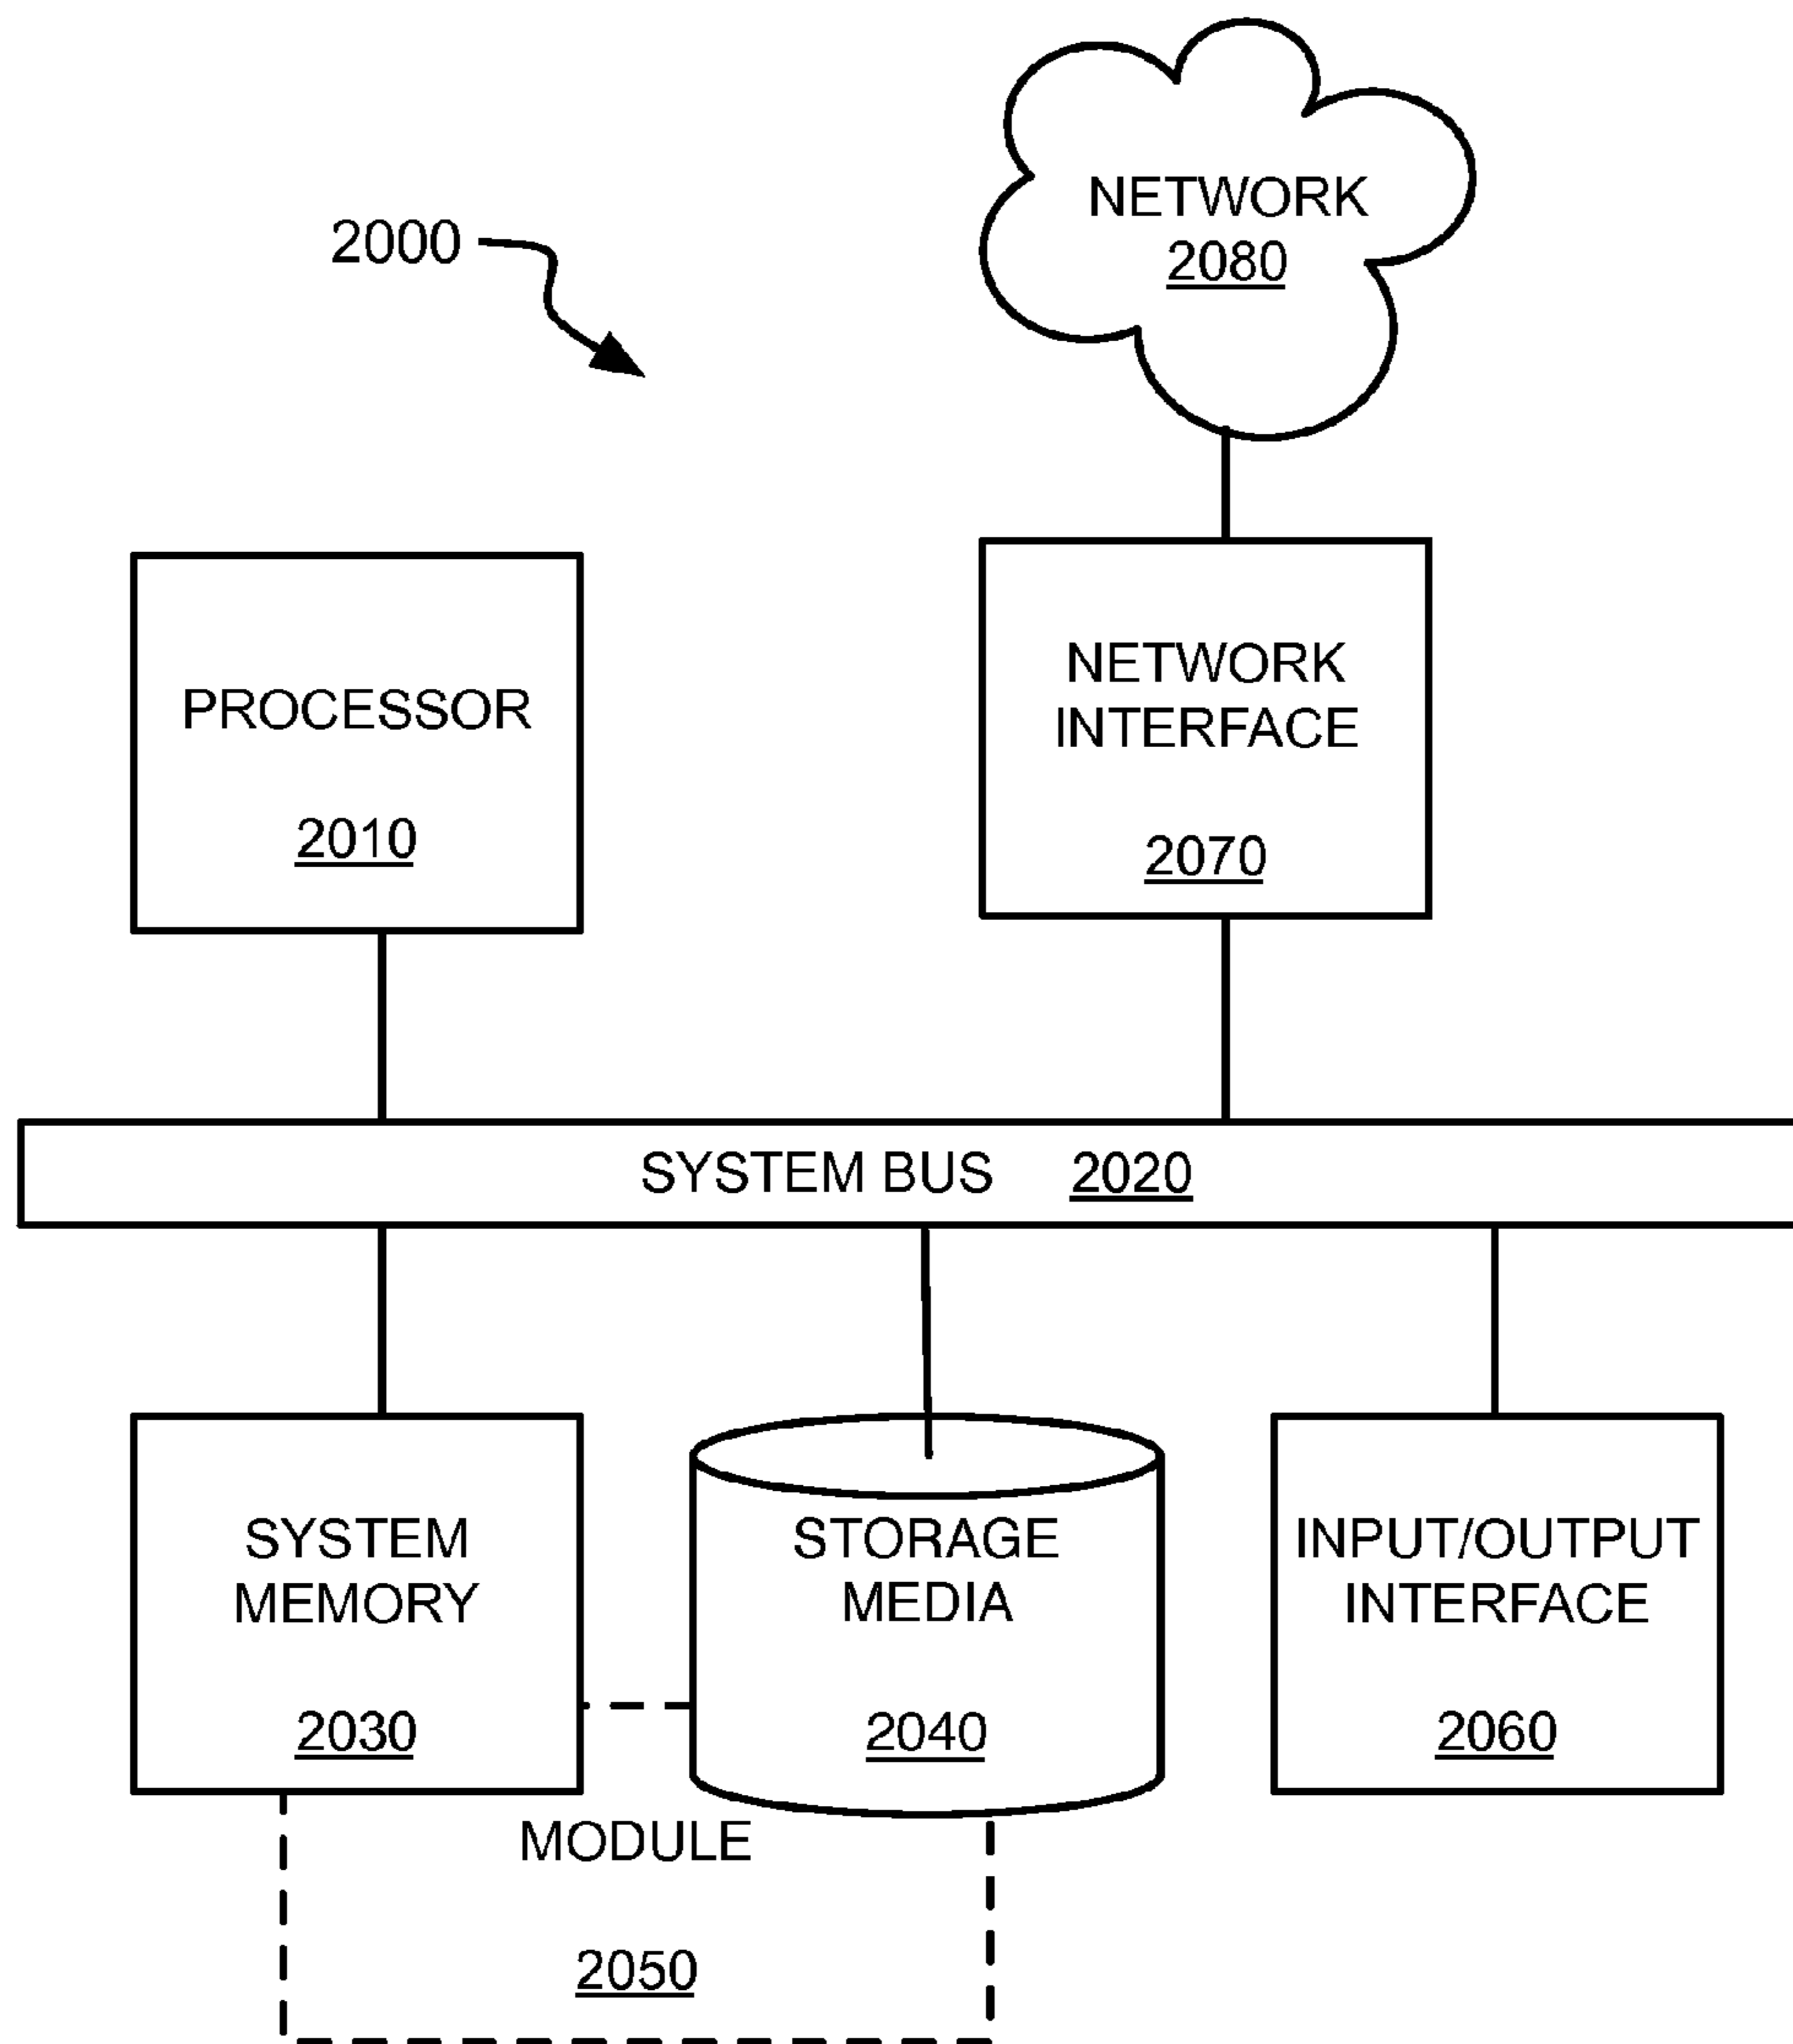 NETWORK
2080
2000
PROCESSOR
2010
NETWORK
INTERFACE
2070
SYSTEM BUS 2020
SYSTEM
MEMORY
2030
STORAGE
MEDIA
2040
INPUT/OUTPUT
INTERFACE
2060
MODULE
2050